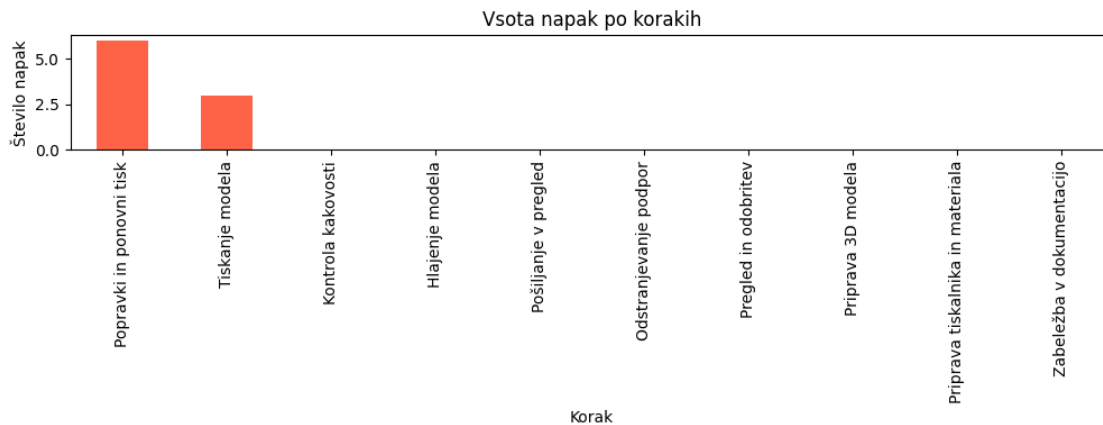 Vsota napak po korakih
Število napak
5.0
2.5
0.0
Popravki in ponovni tisk
Tiskanje modela
Kontrola kakovosti
Hlajenje modela
Pošiljanje v pregled
Odstranjevanje podpor
Pregled in odobritev
Priprava 3D modela
Priprava tiskalnika in materiala
Zabeležba v dokumentacijo
Korak